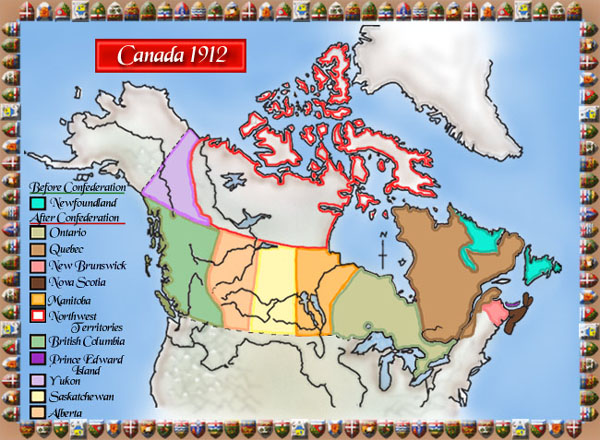 Canada 1912
Before Confederation
Newfoundland
After Confederation
Ontario
Quebec
New Brunswick
Nova Scotia
Manitoba
Northwest
Territories
British Columbia
Prince Edward
Island
Yukon
Saskatchewan
Alberta
N